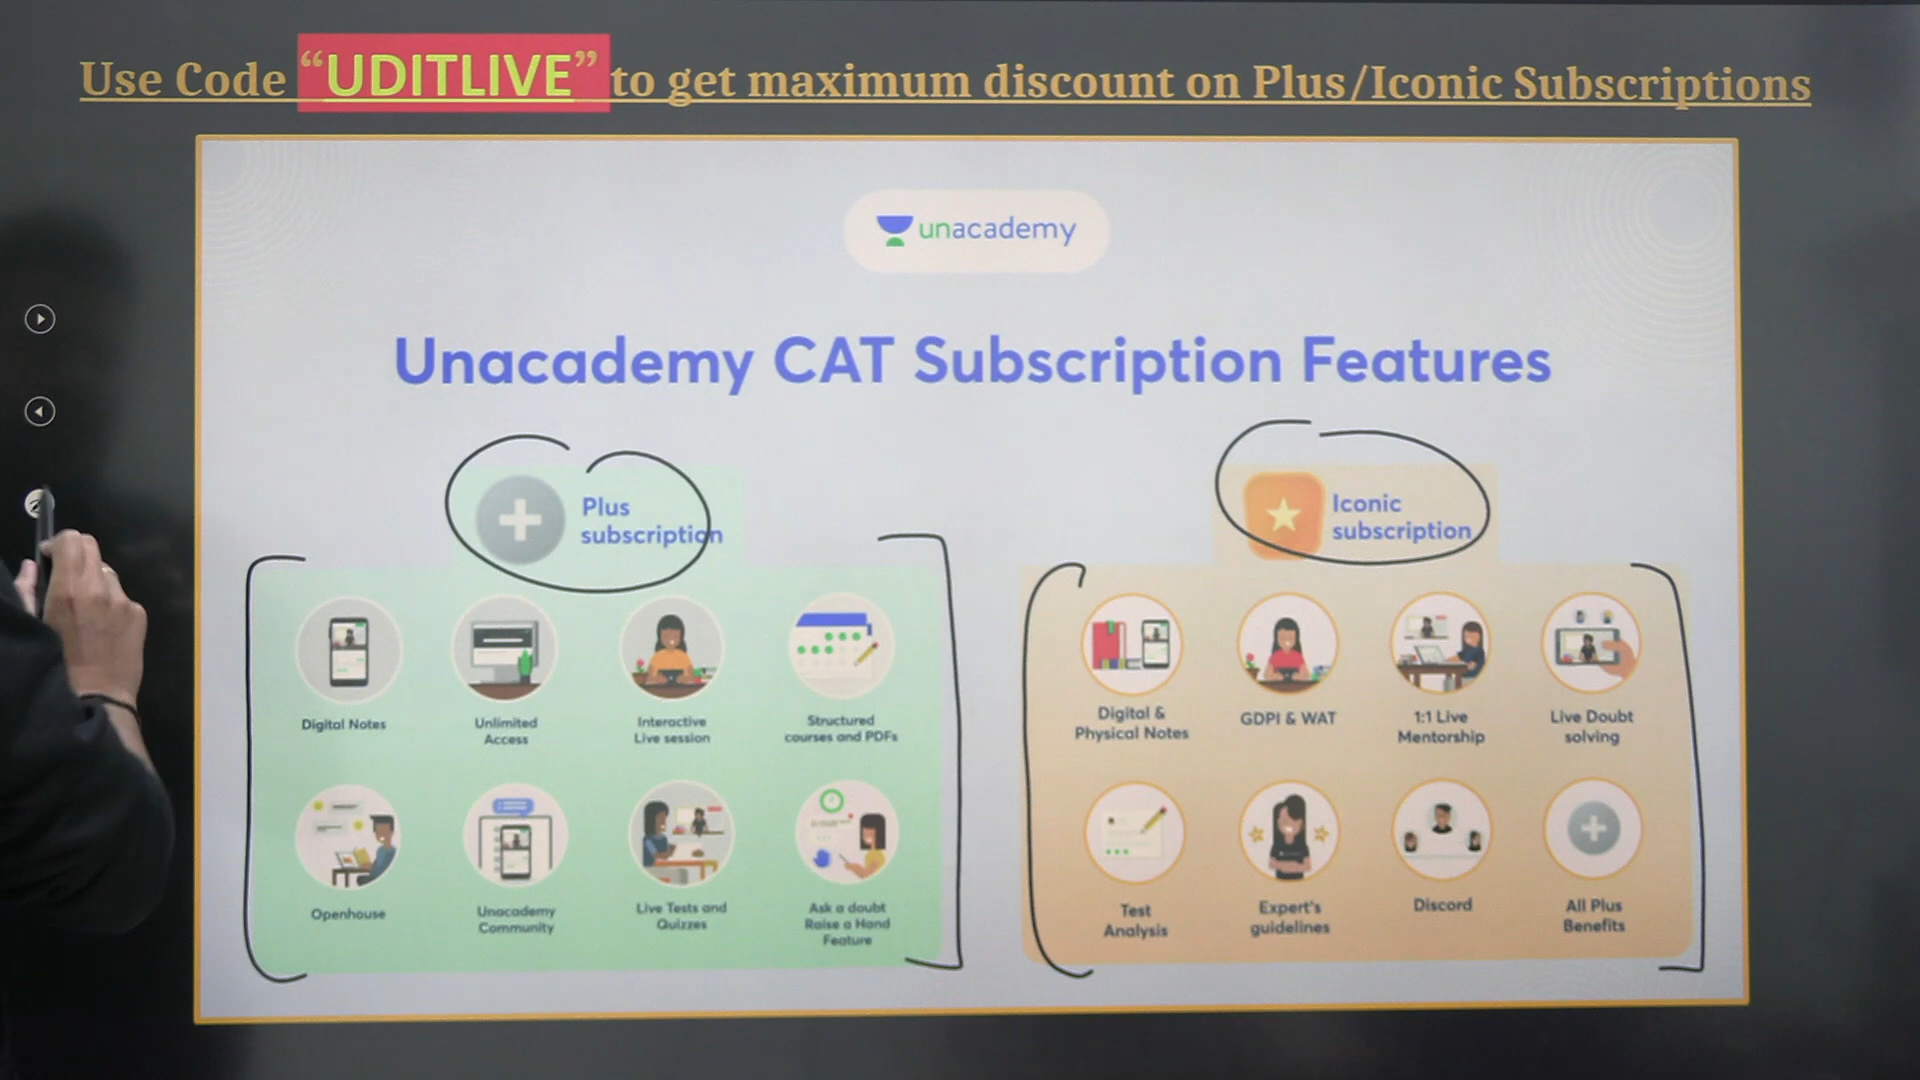 Use Code “UDITLIVE” to get maximum discount on Plus/Iconic Subscriptions
unacademy
Unacademy CAT Subscription Features
Plus
subscription
Digital Notes
Unlimited
Access
Interactive
Live session
Structured
courses and PDFs
Openhouse
Unacademy
Community
Live Tests and
Quizzes
Ask a doubt
Raise a Hand
Feature
Iconic
subscription
Digital &
Physical Notes
GDPI & WAT
1:1 Live
Mentorship
Live Doubt
solving
Test
Analysis
Expert's
guidelines
Discord
All Plus
Benefits